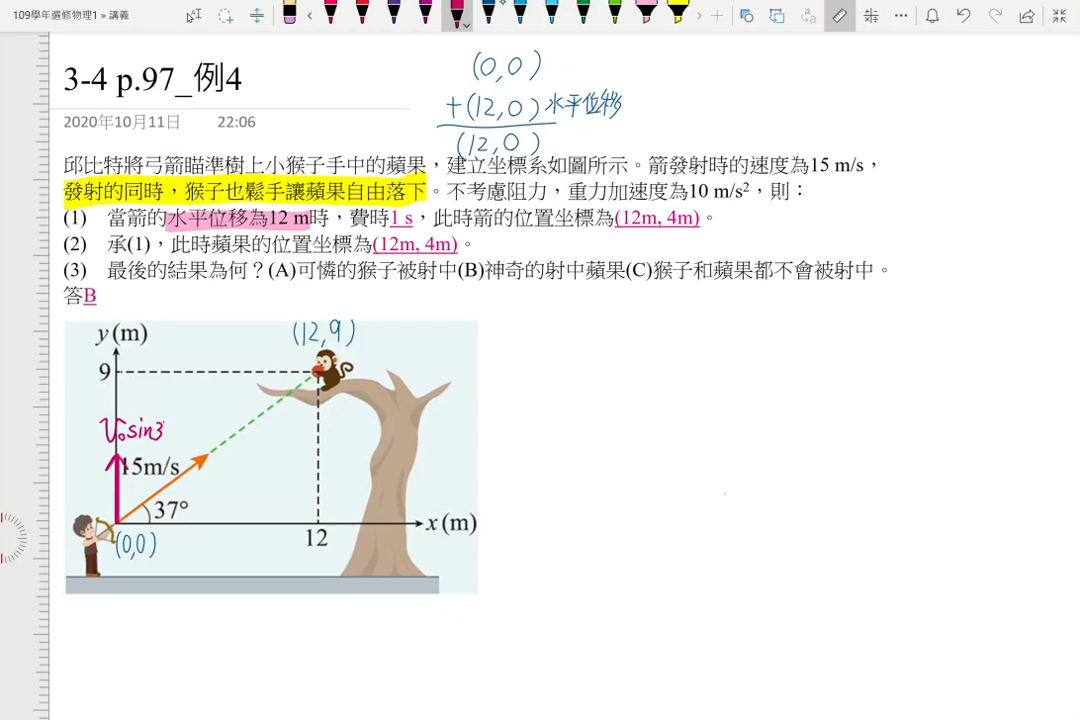 109學年選修物理1 » 講義
3-4 p.97_例4
2020年10月11日 22:06
(0,0)
+(12,0)水平位移
(12,0)
邱比特將弓箭瞄準樹上小猴子手中的蘋果，建立坐標系如圖所示。箭發射時的速度為15 m/s，
發射的同時，猴子也鬆手讓蘋果自由落下。不考慮阻力，重力加速度為10 m/s²，則：
(1) 當箭的水平位移為12 m時，費時1 s，此時箭的位置坐標為(12m, 4m)。
(2) 承(1)，此時蘋果的位置坐標為(12m, 4m)。
(3) 最後的結果為何？(A)可憐的猴子被射中(B)神奇的射中蘋果(C)猴子和蘋果都不會被射中。
答B
y(m)
(12,9)
9
V₀sin3
15m/s
37°
x(m)
(0,0)
12